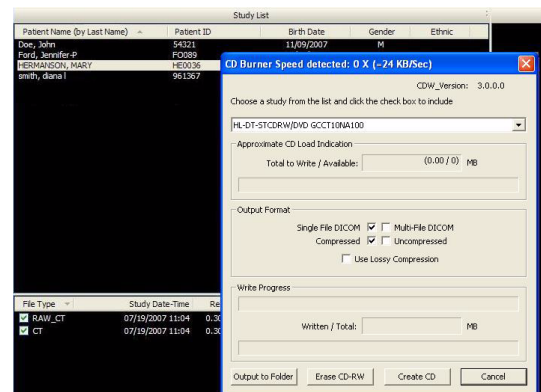 Study List
Patient Name (by Last Name) Patient ID Birth Date Gender Ethnic
Doe, John 54321 11/09/2007 M
Ford, Jennifer-P FO089
HERMANSON, MARY HE0036
smith, diana l 961367
CD Burner Speed detected: 0 X (~24 KB/Sec)
CDW_Version: 3.0.0.0
Choose a study from the list and click the check box to include
HL-DT-STCDRW/DVD GCCT10NA100
Approximate CD Load Indication
Total to Write / Available: (0.00 / 0) MB
Output Format
Single File DICOM Multi-File DICOM
Compressed Uncompressed
Use Lossy Compression
Write Progress
Written / Total: MB
Output to Folder Erase CD-RW Create CD Cancel
File Type Study Date-Time Re
RAW_CT 07/19/2007 11:04 0.30
CT 07/19/2007 11:04 0.30